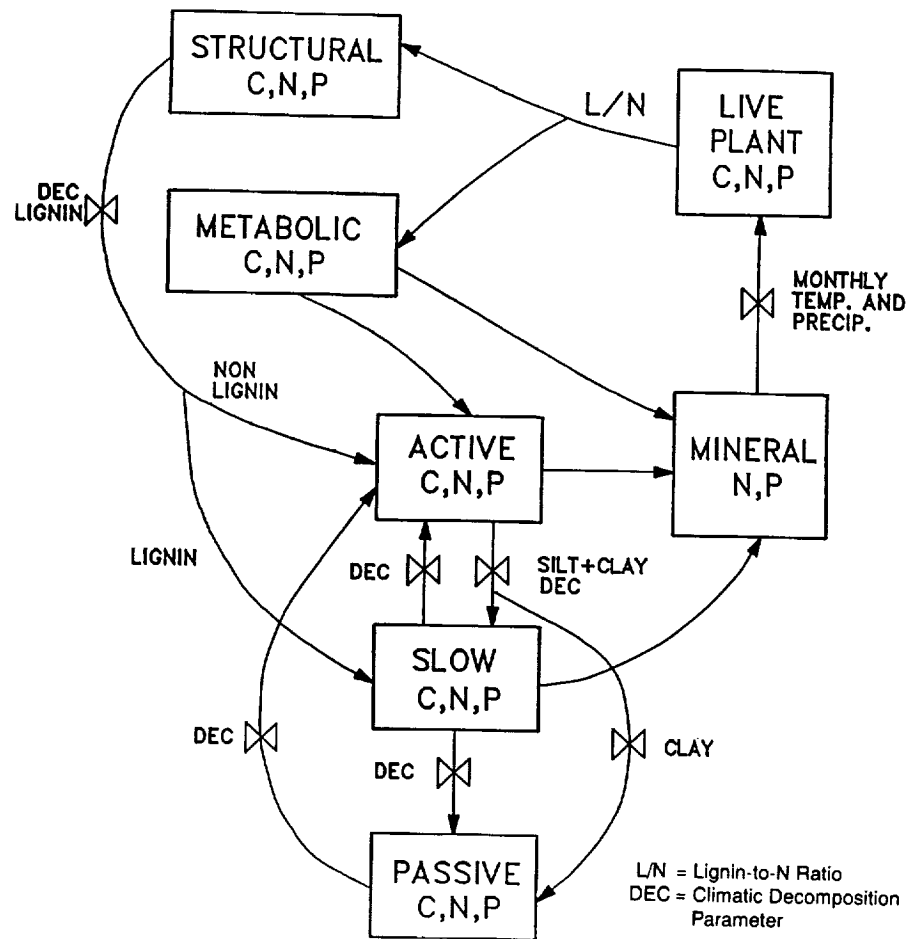 STRUCTURAL
C,N,P
L/N
LIVE
PLANT
C,N,P
DEC
LIGNIN
METABOLIC
C,N,P
MONTHLY
TEMP. AND
PRECIP.
NON
LIGNIN
ACTIVE
C,N,P
MINERAL
N,P
LIGNIN
DEC
SILT+CLAY
DEC
SLOW
C,N,P
DEC
DEC
CLAY
PASSIVE
C,N,P
L/N = Lignin-to-N Ratio
DEC = Climatic Decomposition
Parameter